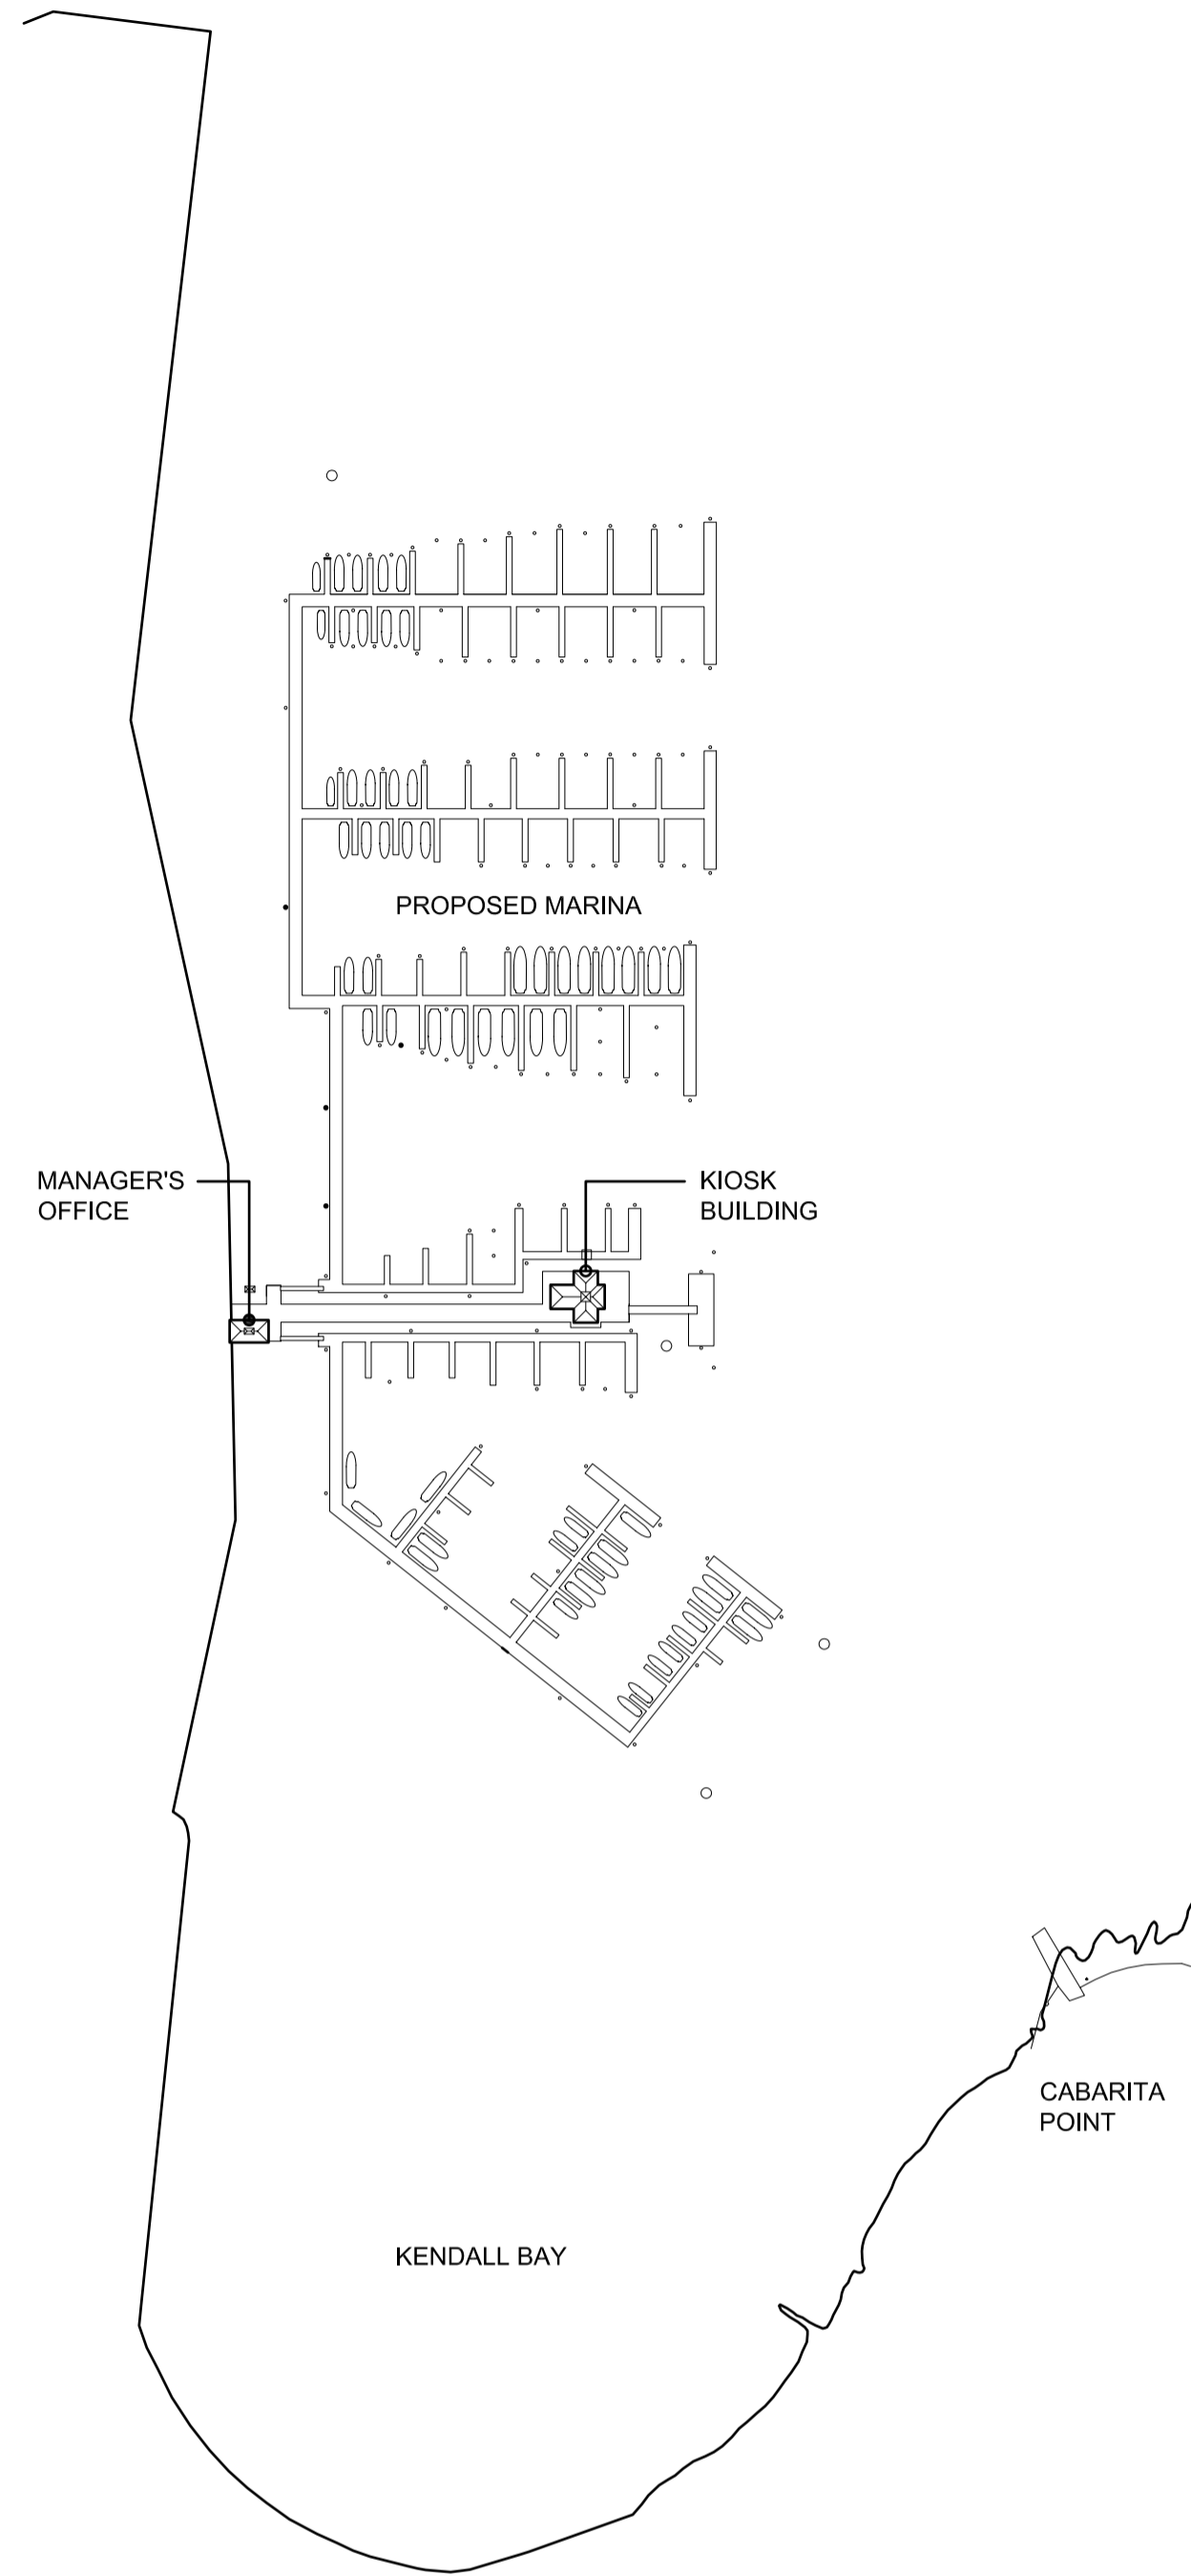 PROPOSED MARINA
MANAGER'S
OFFICE
KIOSK
BUILDING
CABARITA
POINT
KENDALL BAY